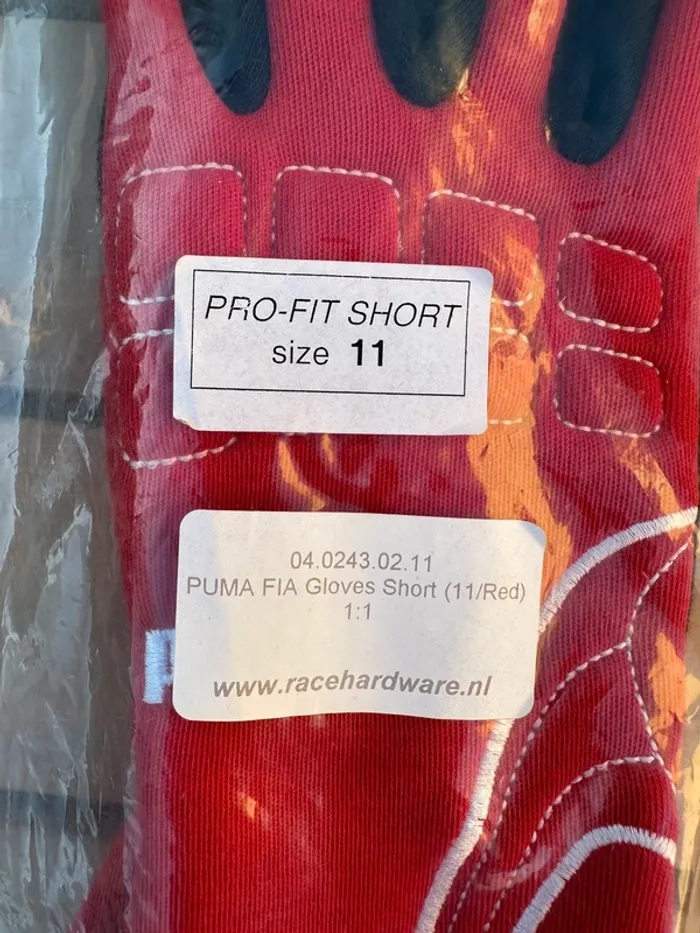 PRO-FIT SHORT
size 11
04.0243.02.11
PUMA FIA Gloves Short (11/Red)
1:1
www.racehardware.nl